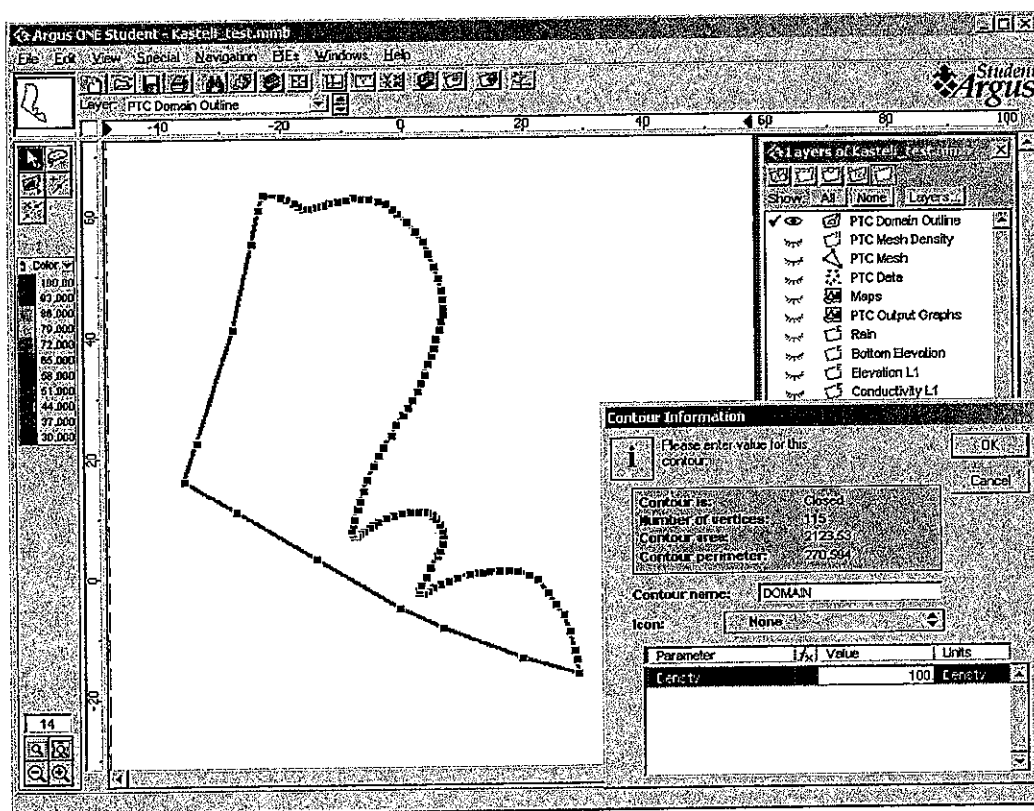 Argus ONE Student - Kasteli_test.mmb
File Edit View Special Navigation PIEs Windows Help
Student
Argus
Layer: PTC Domain Outline
-10 0 20 60 80 100
60
40
20
0
-20
Color
100,00
93,000
86,000
79,000
72,000
65,000
58,000
51,000
44,000
37,000
30,000
14
Layers of Kasteli_test.mmb
Show: All None Layers...
PTC Domain Outline
PTC Mesh Density
PTC Mesh
PTC Data
Maps
PTC Output Graphs
Rain
Bottom Elevation
Elevation L1
Conductivity L1
Contour Information
Please enter value for this
contour:
OK
Cancel
Contour is: Closed
Number of vertices: 115
Contour area: 2123.53
Contour perimeter: 270.594
Contour name: DOMAIN
Icon: None
Parameter f(x) Value Units
Density 100 Density